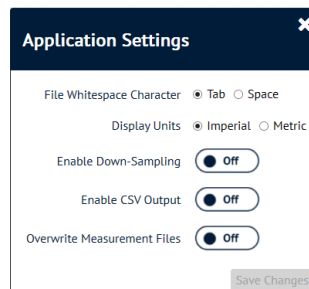 Application Settings
File Whitespace Character Tab Space
Display Units Imperial Metric
Enable Down-Sampling Off
Enable CSV Output Off
Overwrite Measurement Files Off
Save Changes